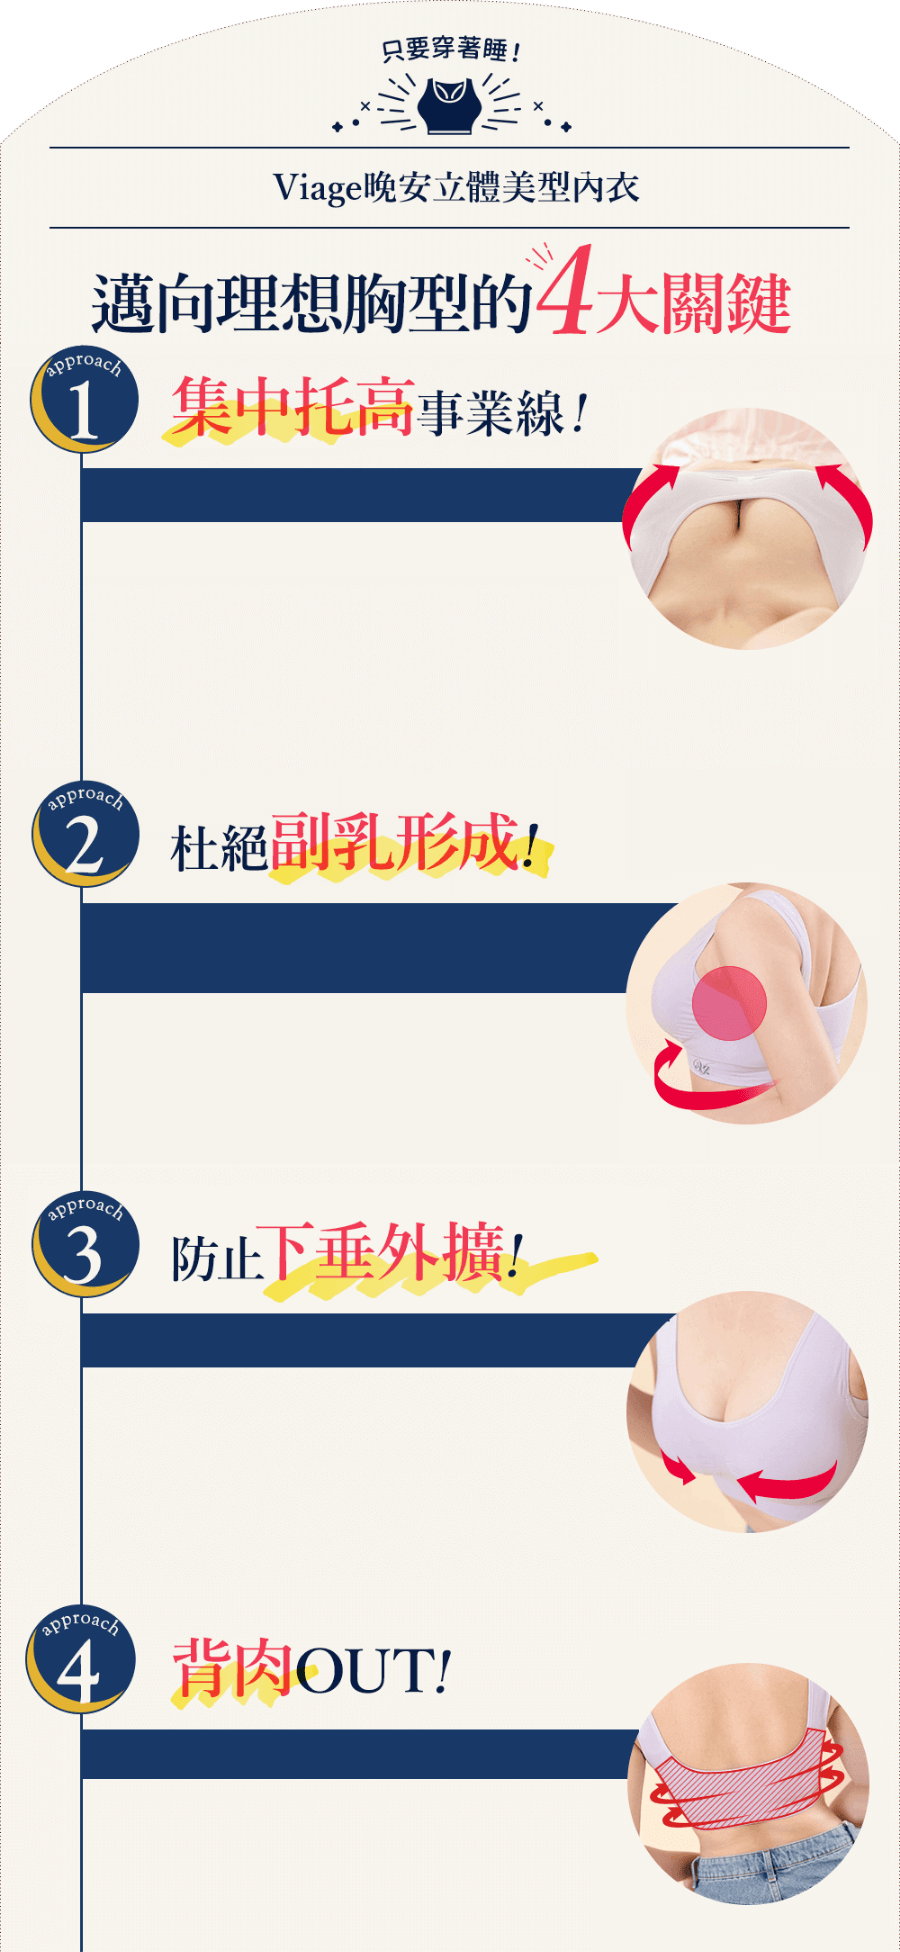 只要穿著睡!
Viage晚安立體美型內衣
邁向理想胸型的4大關鍵
approach
1
集中托高事業線!
approach
2
杜絕副乳形成!
approach
3
防止下垂外擴!
approach
4
背肉OUT!